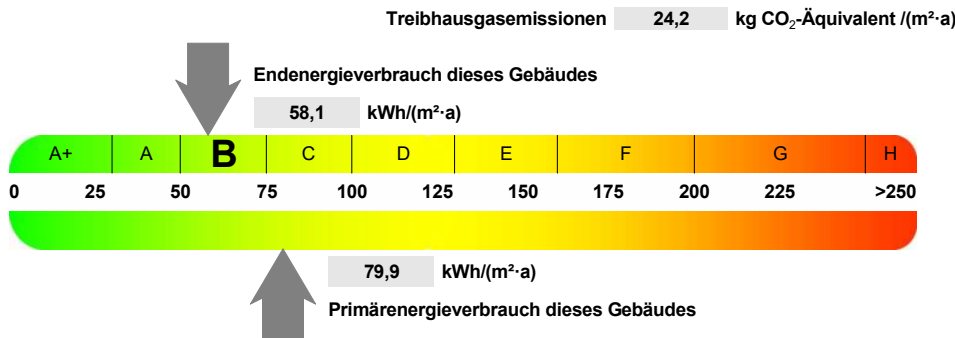 Treibhausgasemissionen 24,2 kg CO₂-Äquivalent /(m²·a)
Endenergieverbrauch dieses Gebäudes
58,1 kWh/(m²·a)
A+ A B C D E F G H
0 25 50 75 100 125 150 175 200 225 >250
79,9 kWh/(m²·a)
Primärenergieverbrauch dieses Gebäudes